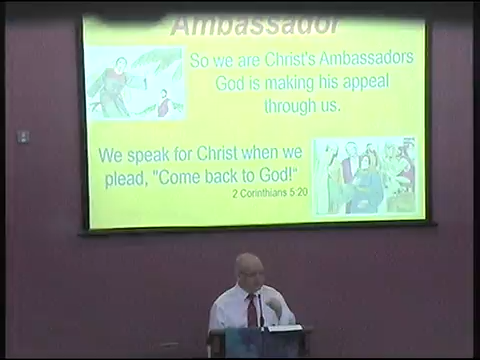 Ambassador
So we are Christ's Ambassadors
God is making his appeal
through us.
We speak for Christ when we
plead, "Come back to God!"
2 Corinthians 5:20